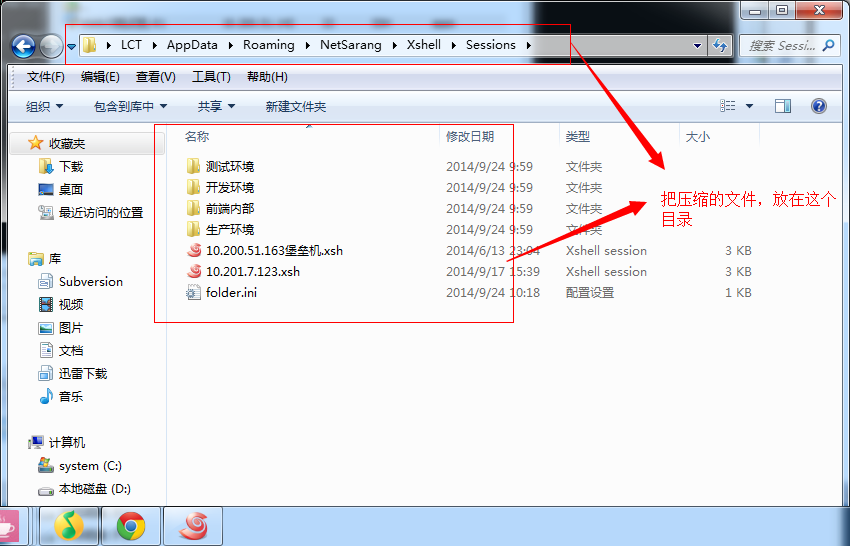 LCT AppData Roaming NetSarang Xshell Sessions
搜索 Sessi...
文件(F) 编辑(E) 查看(V) 工具(T) 帮助(H)
组织 包含到库中 共享 新建文件夹
收藏夹
下载
桌面
最近访问的位置
库
Subversion
视频
图片
文档
迅雷下载
音乐
计算机
system (C:)
本地磁盘 (D:)
名称 修改日期 类型 大小
测试环境 2014/9/24 9:59 文件夹
开发环境 2014/9/24 9:59 文件夹
前端内部 2014/9/24 9:59 文件夹
生产环境 2014/9/24 9:59 文件夹
10.200.51.163堡垒机.xsh 2014/6/13 23:04 Xshell session 3 KB
10.201.7.123.xsh 2014/9/17 15:39 Xshell session 3 KB
folder.ini 2014/9/24 10:18 配置设置 1 KB
把压缩的文件，放在这个
目录